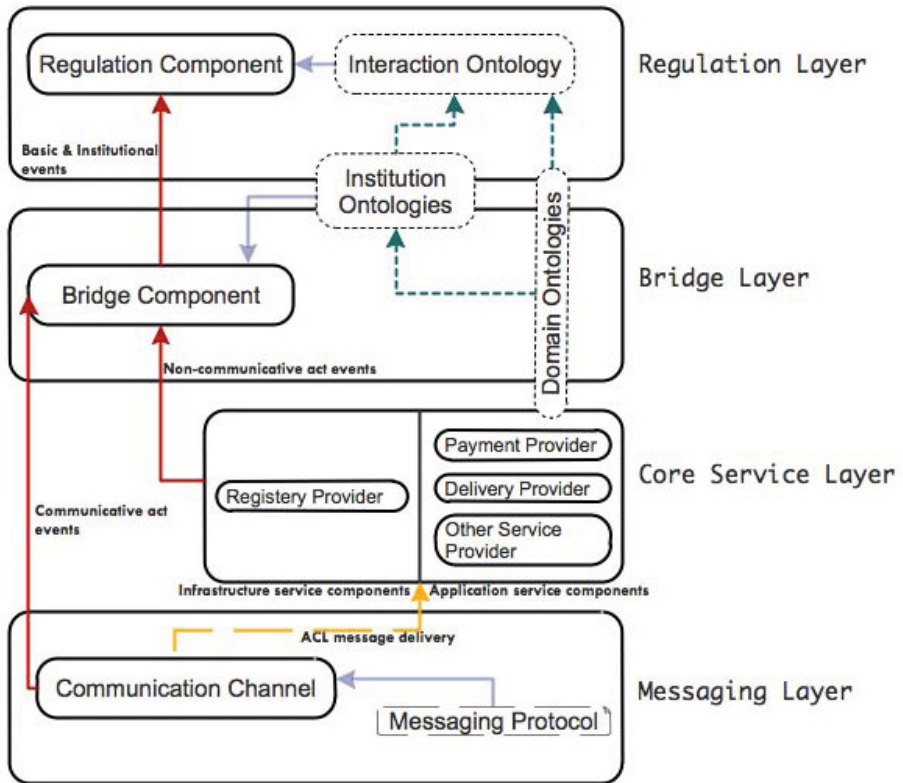 Regulation Component
Interaction Ontology
Regulation Layer
Basic & Institutional
events
Institution
Ontologies
Domain Ontologies
Bridge Component
Bridge Layer
Non-communicative act events
Payment Provider
Registery Provider
Delivery Provider
Core Service Layer
Other Service
Provider
Communicative act
events
Infrastructure service components
Application service components
ACL message delivery
Communication Channel
Messaging Protocol
Messaging Layer